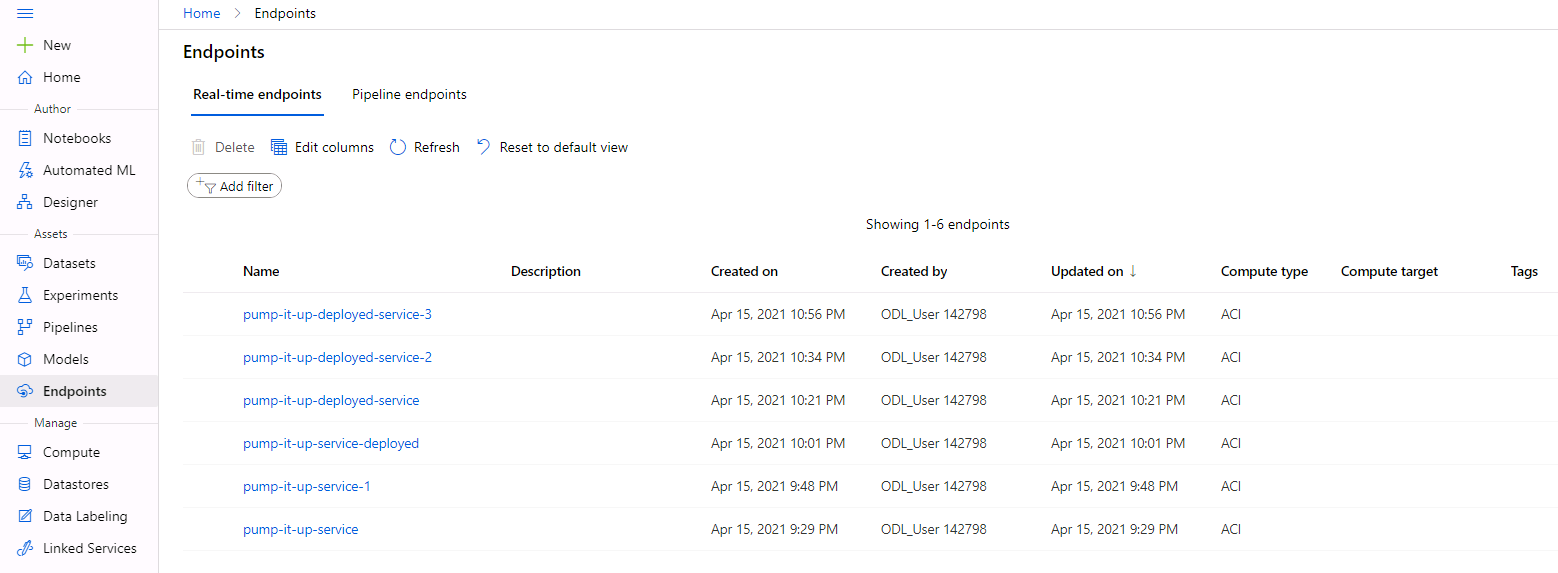 Home > Endpoints
New
Home
Author
Notebooks
Automated ML
Designer
Assets
Datasets
Experiments
Pipelines
Models
Endpoints
Manage
Compute
Datastores
Data Labeling
Linked Services
Endpoints
Real-time endpoints Pipeline endpoints
Delete Edit columns Refresh Reset to default view
Add filter
Showing 1-6 endpoints
Name Description Created on Created by Updated on ↓ Compute type Compute target Tags
pump-it-up-deployed-service-3 Apr 15, 2021 10:56 PM ODL_User 142798 Apr 15, 2021 10:56 PM ACI
pump-it-up-deployed-service-2 Apr 15, 2021 10:34 PM ODL_User 142798 Apr 15, 2021 10:34 PM ACI
pump-it-up-deployed-service Apr 15, 2021 10:21 PM ODL_User 142798 Apr 15, 2021 10:21 PM ACI
pump-it-up-service-deployed Apr 15, 2021 10:01 PM ODL_User 142798 Apr 15, 2021 10:01 PM ACI
pump-it-up-service-1 Apr 15, 2021 9:48 PM ODL_User 142798 Apr 15, 2021 9:48 PM ACI
pump-it-up-service Apr 15, 2021 9:29 PM ODL_User 142798 Apr 15, 2021 9:29 PM ACI